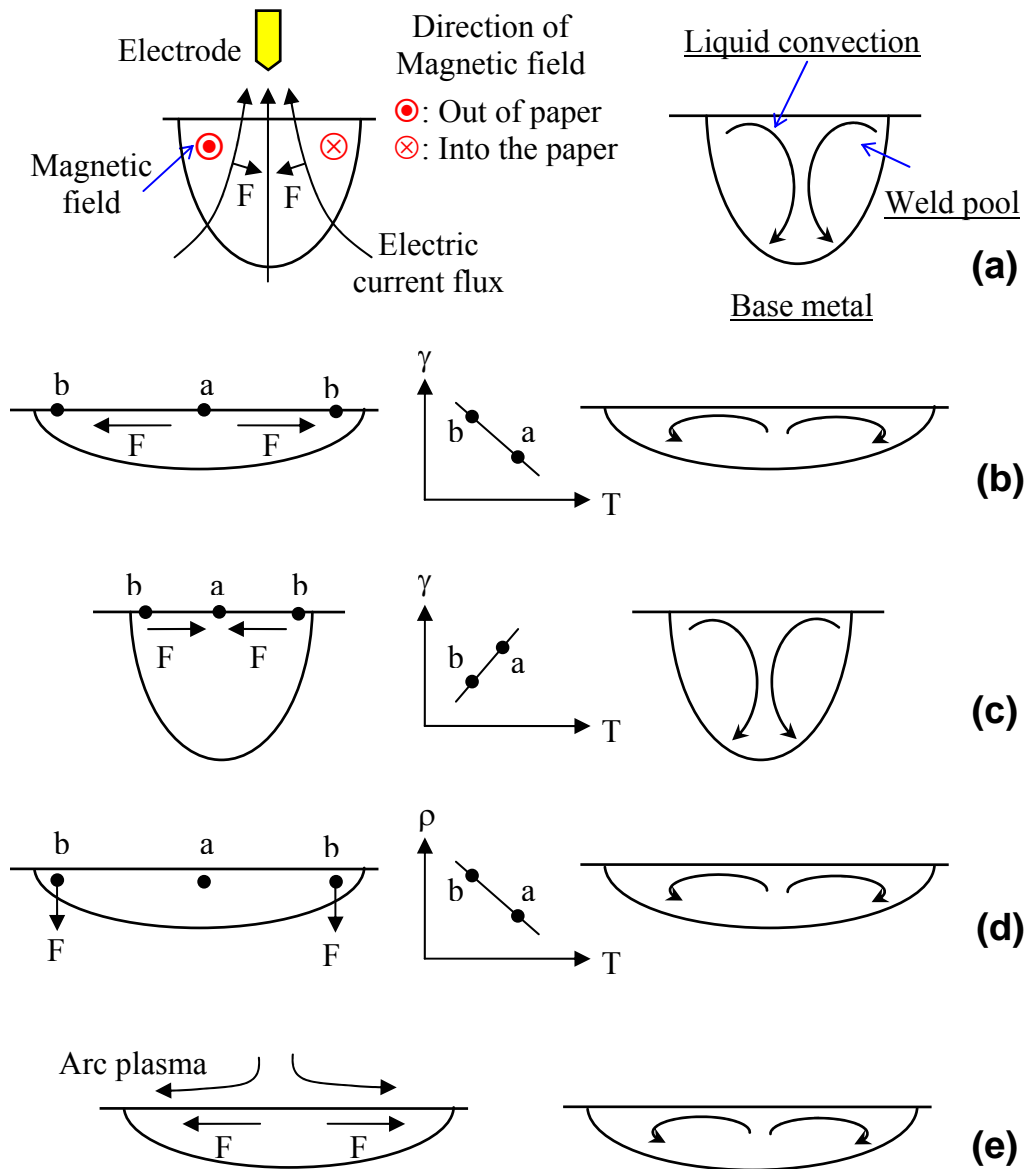 Electrode
Direction of
Magnetic field
⊙: Out of paper
⊗: Into the paper
Magnetic
field
F
F
Electric
current flux
Liquid convection
Weld pool
Base metal
(a)
b
a
b
F
F
γ
b
a
T
(b)
b
a
b
F
F
γ
b
a
T
(c)
b
a
b
F
F
ρ
b
a
T
(d)
Arc plasma
F
F
(e)